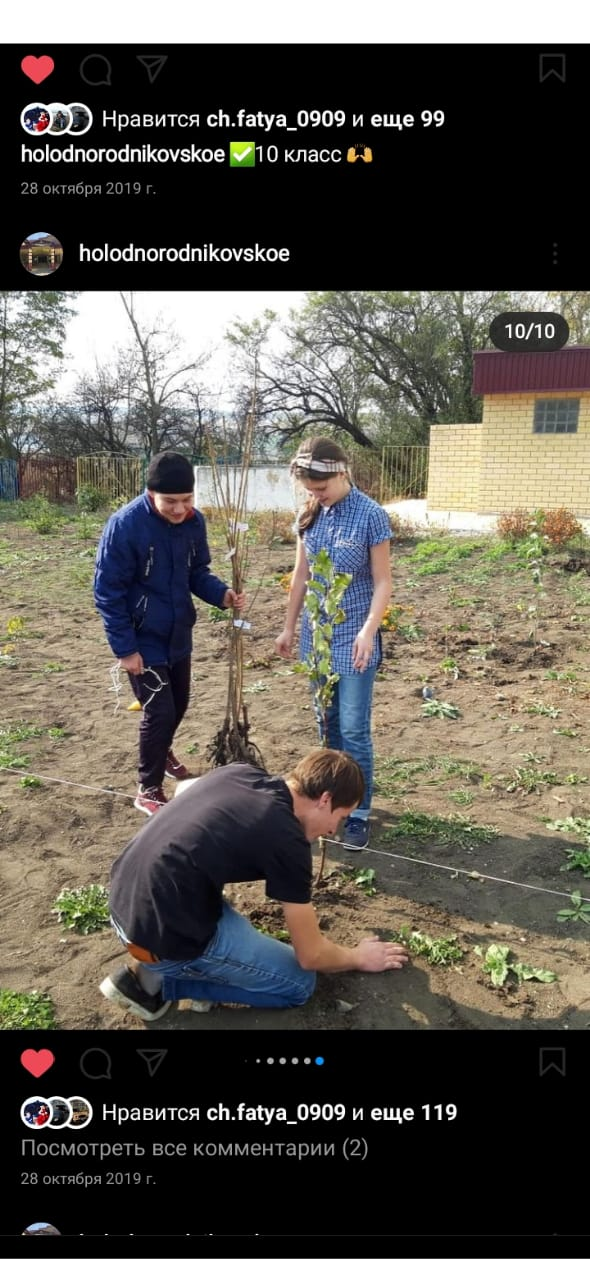 Нравится ch.fatya_0909 и еще 99
holodnorodnikovskoe ✅10 класс 🙌
28 октября 2019 г.
holodnorodnikovskoe
10/10
Нравится ch.fatya_0909 и еще 119
Посмотреть все комментарии (2)
28 октября 2019 г.